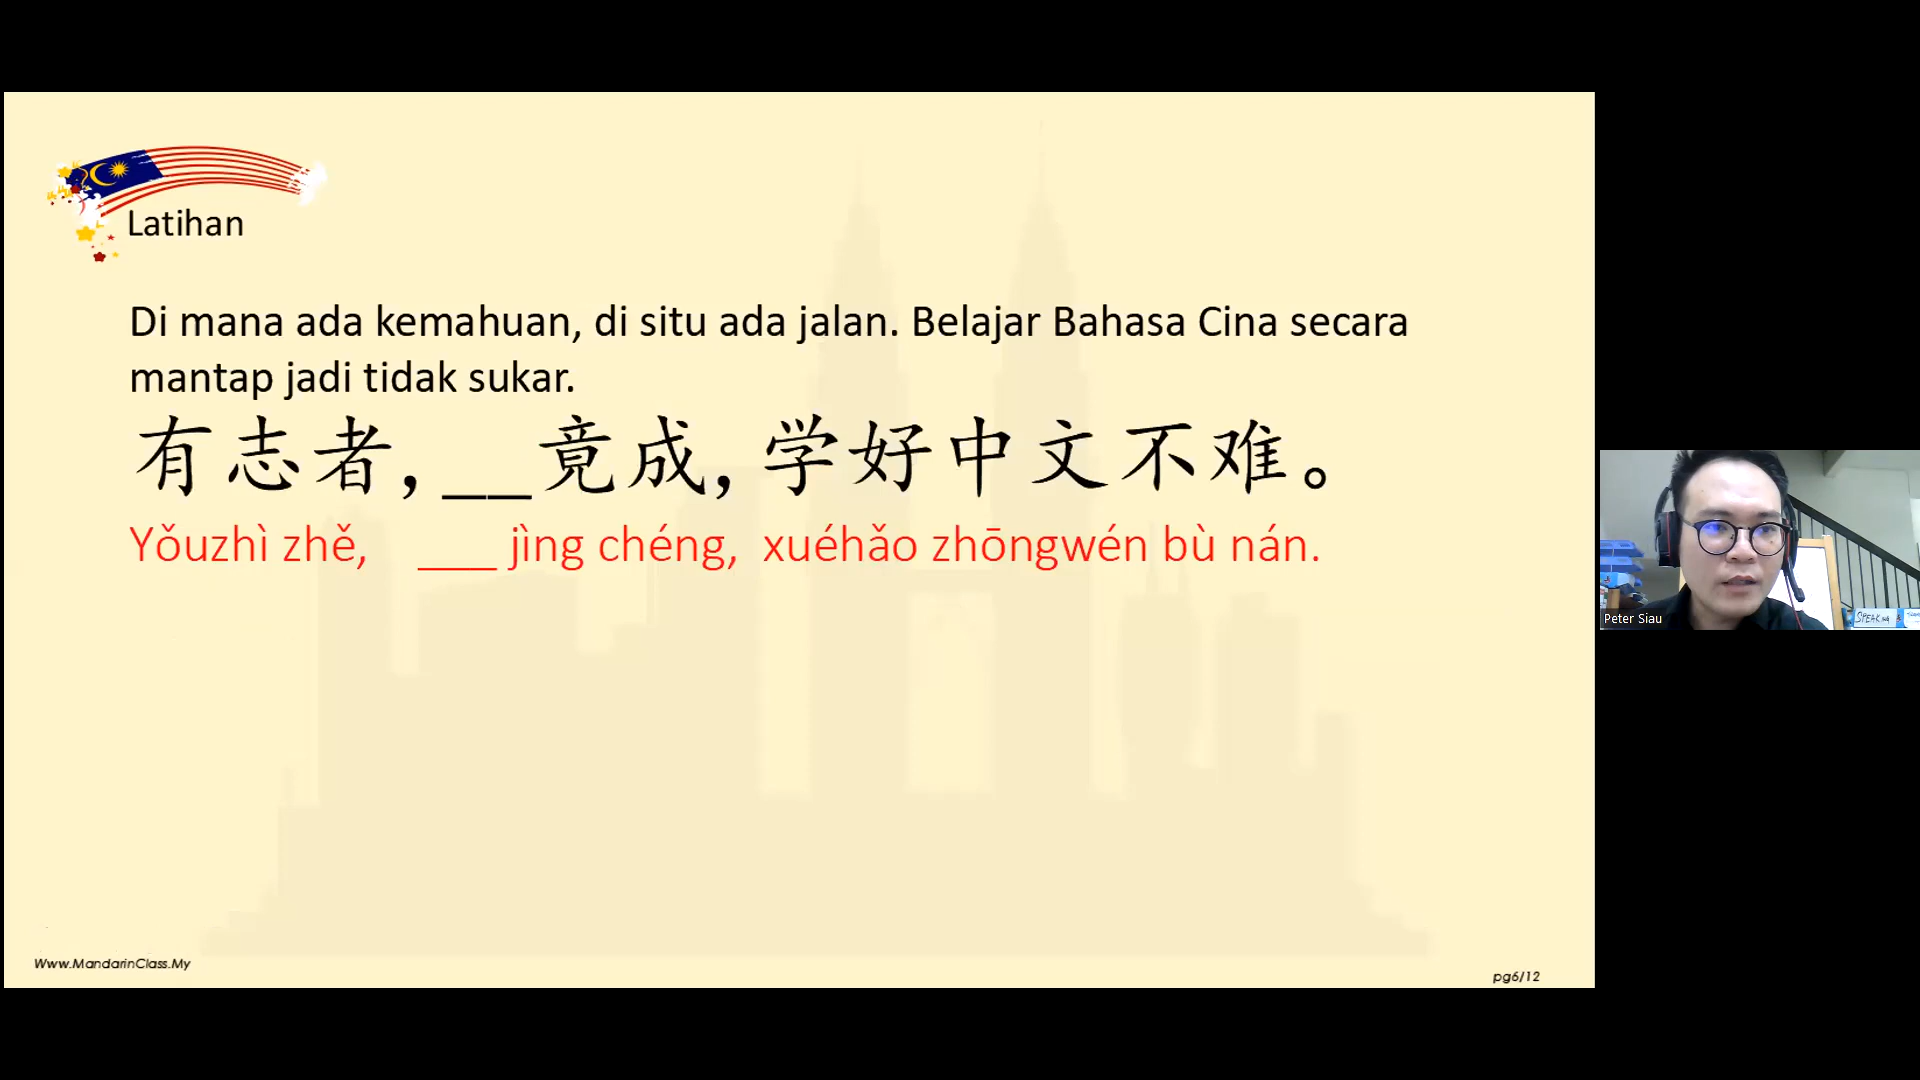 Latihan
Di mana ada kemahuan, di situ ada jalan. Belajar Bahasa Cina secara
mantap jadi tidak sukar.
有志者, __竟成, 学好中文不难。
Yǒuzhì zhě, ___ jìng chéng, xuéhǎo zhōngwén bù nán.
Peter Siau
Www.MandarinClass.My
pg6/12